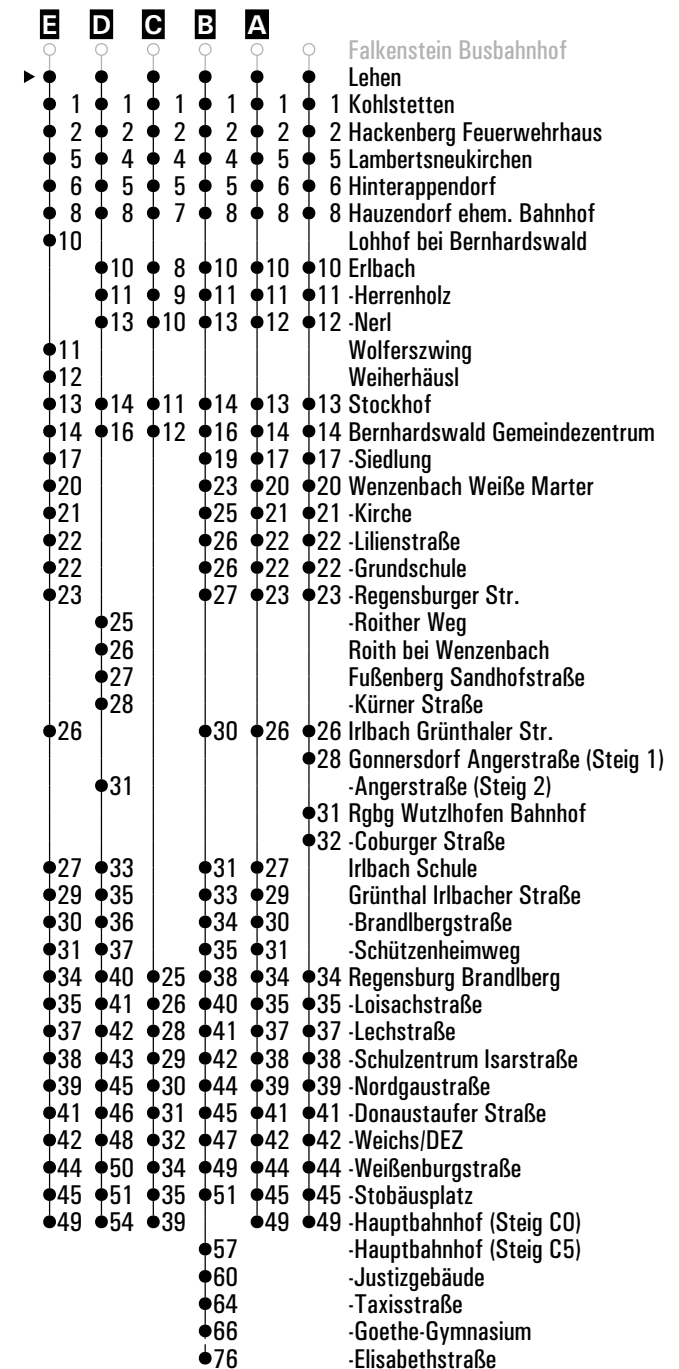 E D C B A
Falkenstein Busbahnhof
Lehen
1 1 1 1 1 1 Kohlstetten
2 2 2 2 2 2 Hackenberg Feuerwehrhaus
5 4 4 4 5 5 Lambertsneukirchen
6 5 5 5 6 6 Hinterappendorf
8 8 7 8 8 8 Hauzendorf ehem. Bahnhof
10 Lohhof bei Bernhardswald
10 8 10 10 10 Erlbach
11 9 11 11 11 -Herrenholz
13 10 13 12 12 -Nerl
11 Wolferszwing
12 Weiherhäusl
13 14 11 14 13 13 Stockhof
14 16 12 16 14 14 Bernhardswald Gemeindezentrum
17 19 17 17 -Siedlung
20 23 20 20 Wenzenbach Weiße Marter
21 25 21 21 -Kirche
22 26 22 22 -Lilienstraße
22 26 22 22 -Grundschule
23 27 23 23 -Regensburger Str.
25 -Roither Weg
26 Roith bei Wenzenbach
27 Fußenberg Sandhofstraße
28 -Kürner Straße
26 30 26 26 Irlbach Grünthaler Str.
28 Gonnersdorf Angerstraße (Steig 1)
31 -Angerstraße (Steig 2)
31 Rgbg Wutzlhofen Bahnhof
32 -Coburger Straße
27 33 31 27 Irlbach Schule
29 35 33 29 Grünthal Irlbacher Straße
30 36 34 30 -Brandlbergstraße
31 37 35 31 -Schützenheimweg
34 40 25 38 34 34 Regensburg Brandlberg
35 41 26 40 35 35 -Loisachstraße
37 42 28 41 37 37 -Lechstraße
38 43 29 42 38 38 -Schulzentrum Isarstraße
39 45 30 44 39 39 -Nordgaustraße
41 46 31 45 41 41 -Donaustaufer Straße
42 48 32 47 42 42 -Weichs/DEZ
44 50 34 49 44 44 -Weißenburgstraße
45 51 35 51 45 45 -Stobäusplatz
49 54 39 49 49 -Hauptbahnhof (Steig C0)
57 -Hauptbahnhof (Steig C5)
60 -Justizgebäude
64 -Taxisstraße
66 -Goethe-Gymnasium
76 -Elisabethstraße